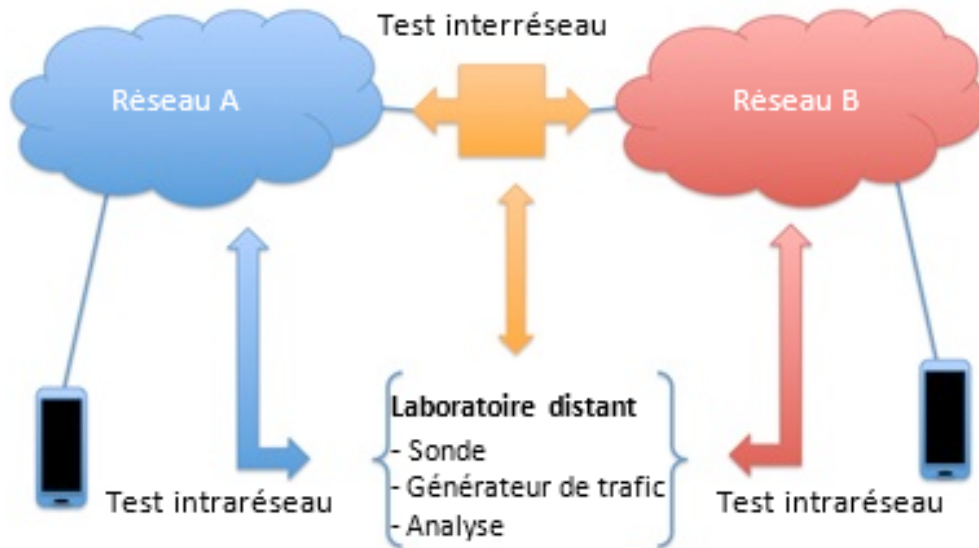 Test interréseau
Réseau A
Réseau B
Laboratoire distant
- Sonde
- Générateur de trafic
- Analyse
Test intraréseau
Test intraréseau